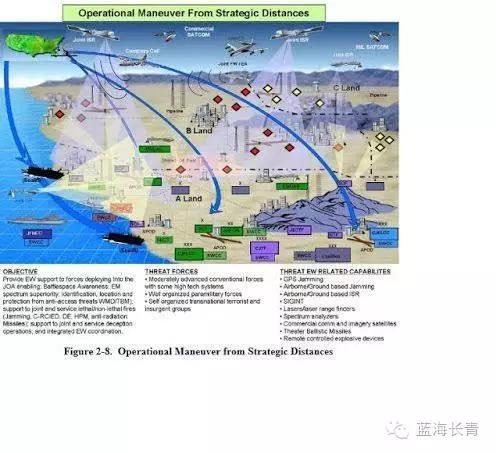 Operational Maneuver From Strategic Distances
Commercial
SATCOM
Joint ISR
Joint ISR
MIL SATCOM
Compass Call
Pipeline
C Land
Pipeline
B Land
A Land
APOD
APOD
OBJECTIVE
Provide EW support to forces deploying into the
JOA enabling: Battlespace Awareness; EM
spectrum superiority; identification, location and
protection from anti-access threats WMD/TBM);
support to joint and service lethal/non-lethal fires
(Jamming, C-RCIED, DE, HPM, anti-radiation
Missiles); support to joint and service deception
operations; and integrated EW coordination.
THREAT FORCES
• Moderately advanced conventional forces
with some high tech systems
• Well organized paramilitary forces
• Self organized transnational terrorist and
insurgent groups
THREAT EW RELATED CAPABILITES
• GPS Jamming
• Airborne/Ground based Jamming
• Airborne/Ground based ISR
• SIGINT
• Lasers/laser range finders
• Spectrum analyzers
• Commercial comm and imagery satellites
• Theater Ballistic Missiles
• Remote controlled explosive devices
Figure 2-8. Operational Maneuver from Strategic Distances
蓝海长青